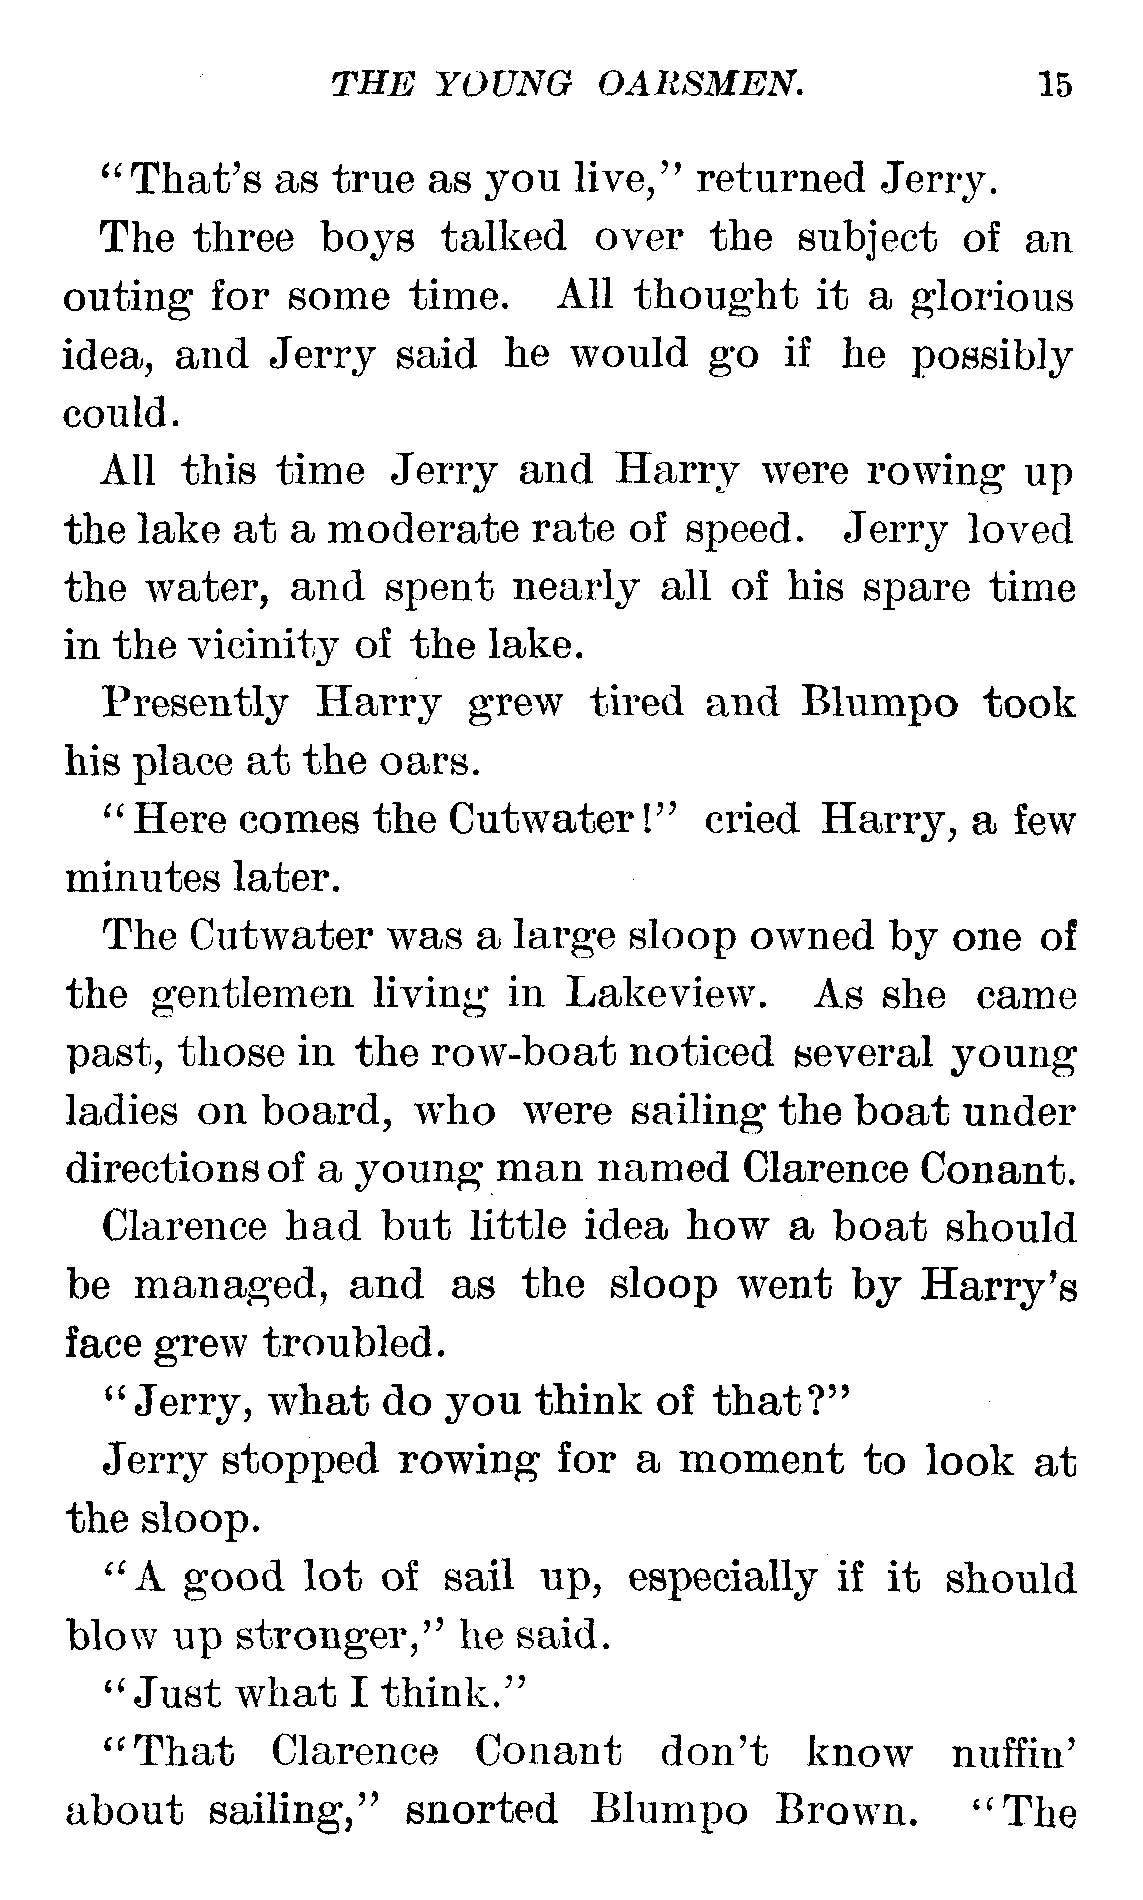 THE YOUNG OARSMEN. 15
"That's as true as you live," returned Jerry.
The three boys talked over the subject of an
outing for some time. All thought it a glorious
idea, and Jerry said he would go if he possibly
could.
All this time Jerry and Harry were rowing up
the lake at a moderate rate of speed. Jerry loved
the water, and spent nearly all of his spare time
in the vicinity of the lake.
Presently Harry grew tired and Blumpo took
his place at the oars.
"Here comes the Cutwater!" cried Harry, a few
minutes later.
The Cutwater was a large sloop owned by one of
the gentlemen living in Lakeview. As she came
past, those in the row-boat noticed several young
ladies on board, who were sailing the boat under
directions of a young man named Clarence Conant.
Clarence had but little idea how a boat should
be managed, and as the sloop went by Harry's
face grew troubled.
"Jerry, what do you think of that?"
Jerry stopped rowing for a moment to look at
the sloop.
"A good lot of sail up, especially if it should
blow up stronger," he said.
"Just what I think."
"That Clarence Conant don't know nuffin'
about sailing," snorted Blumpo Brown. "The